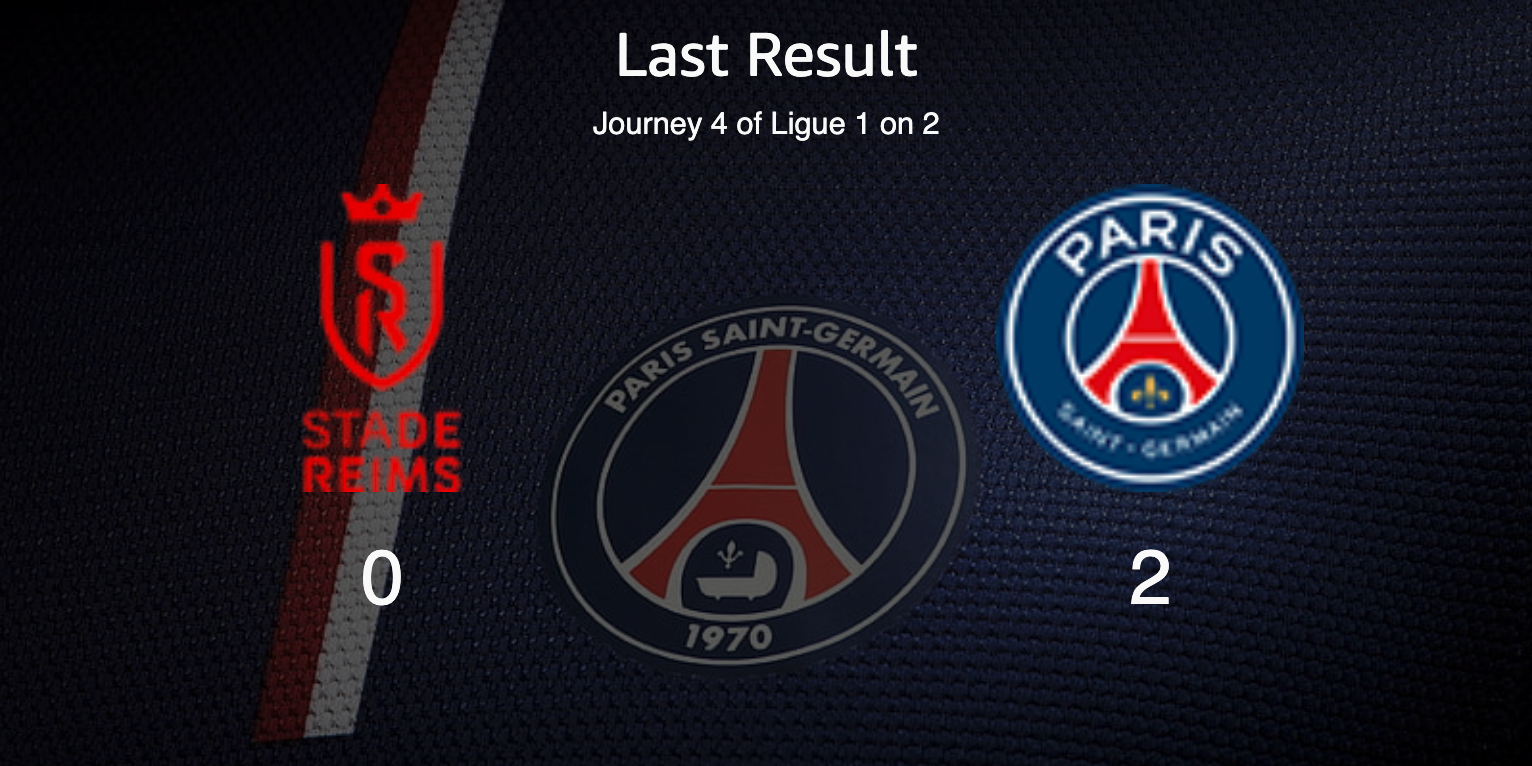 Last Result
Journey 4 of Ligue 1 on 2
SR
STADE
REIMS
PARIS
SAINT - GERMAIN
PARIS SAINT-GERMAIN
1970
0
2